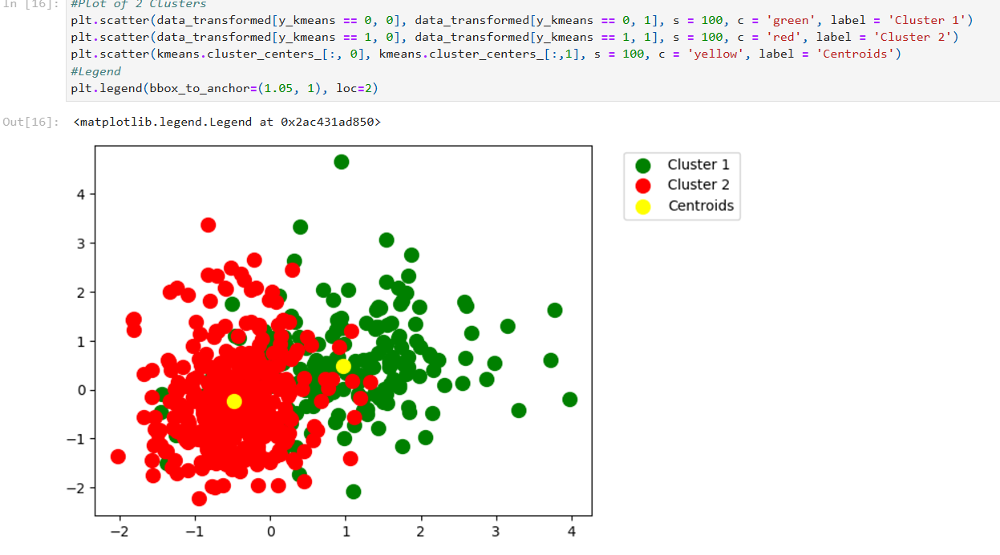 In [16]: #Plot of 2 Clusters
plt.scatter(data_transformed[y_kmeans == 0, 0], data_transformed[y_kmeans == 0, 1], s = 100, c = 'green', label = 'Cluster 1')
plt.scatter(data_transformed[y_kmeans == 1, 0], data_transformed[y_kmeans == 1, 1], s = 100, c = 'red', label = 'Cluster 2')
plt.scatter(kmeans.cluster_centers_[:, 0], kmeans.cluster_centers_[:,1], s = 100, c = 'yellow', label = 'Centroids')
#Legend
plt.legend(bbox_to_anchor=(1.05, 1), loc=2)
Out[16]: <matplotlib.legend.Legend at 0x2ac431ad850>
Cluster 1
Cluster 2
Centroids
4
3
2
1
0
−1
−2
−2 −1 0 1 2 3 4